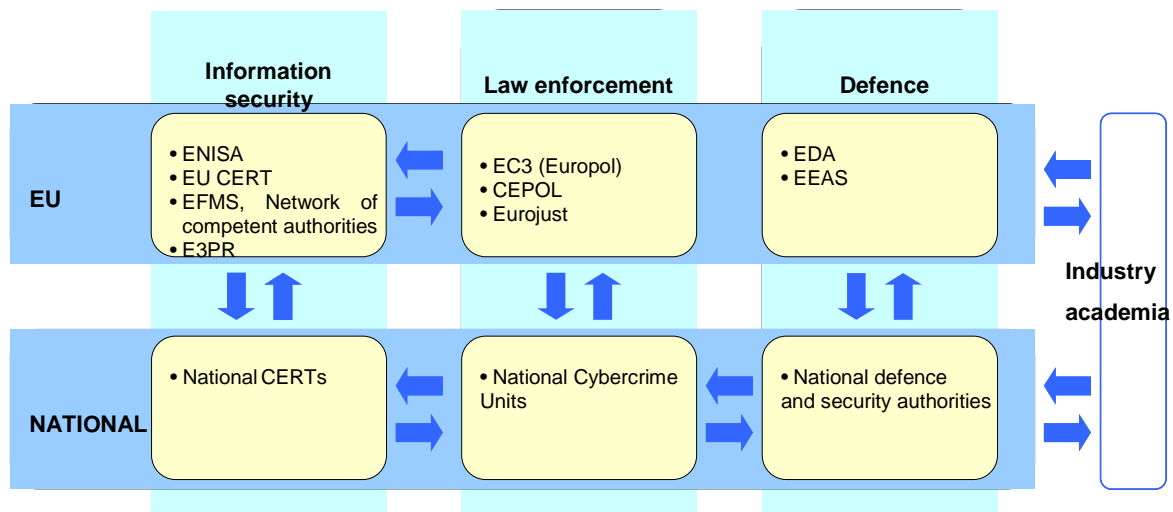 Information
security
Law enforcement
Defence
EU
• ENISA
• EU CERT
• EFMS, Network of
competent authorities
• E3PR
• EC3 (Europol)
• CEPOL
• Eurojust
• EDA
• EEAS
Industry
academia
NATIONAL
• National CERTs
• National Cybercrime
Units
• National defence
and security authorities